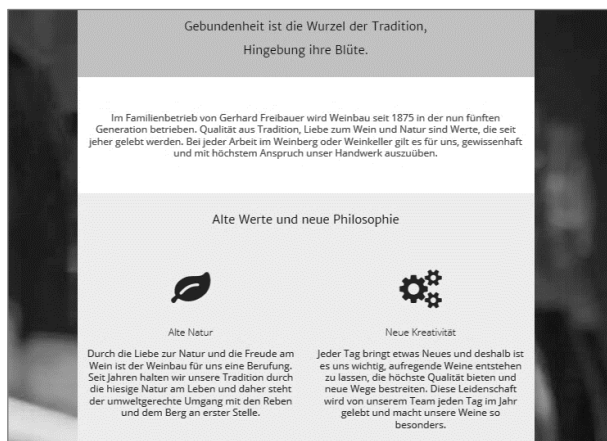 Gebundenheit ist die Wurzel der Tradition,
Hingebung ihre Blüte.
Im Familienbetrieb von Gerhard Freibauer wird Weinbau seit 1875 in der nun fünften
Generation betrieben. Qualität aus Tradition, Liebe zum Wein und Natur sind Werte, die seit
jeher gelebt werden. Bei jeder Arbeit im Weinberg oder Weinkeller gilt es für uns, gewissenhaft
und mit höchstem Anspruch unser Handwerk auszuüben.
Alte Werte und neue Philosophie
Alte Natur
Durch die Liebe zur Natur und die Freude am
Wein ist der Weinbau für uns eine Berufung.
Seit Jahren halten wir unsere Tradition durch
die hiesige Natur am Leben und daher steht
der umweltgerechte Umgang mit den Reben
und dem Berg an erster Stelle.
Neue Kreativität
Jeder Tag bringt etwas Neues und deshalb ist
es uns wichtig, aufregende Weine entstehen
zu lassen, die höchste Qualität bieten und
neue Wege bestreiten. Diese Leidenschaft
wird von unserem Team jeden Tag im Jahr
gelebt und macht unsere Weine so
besonders.